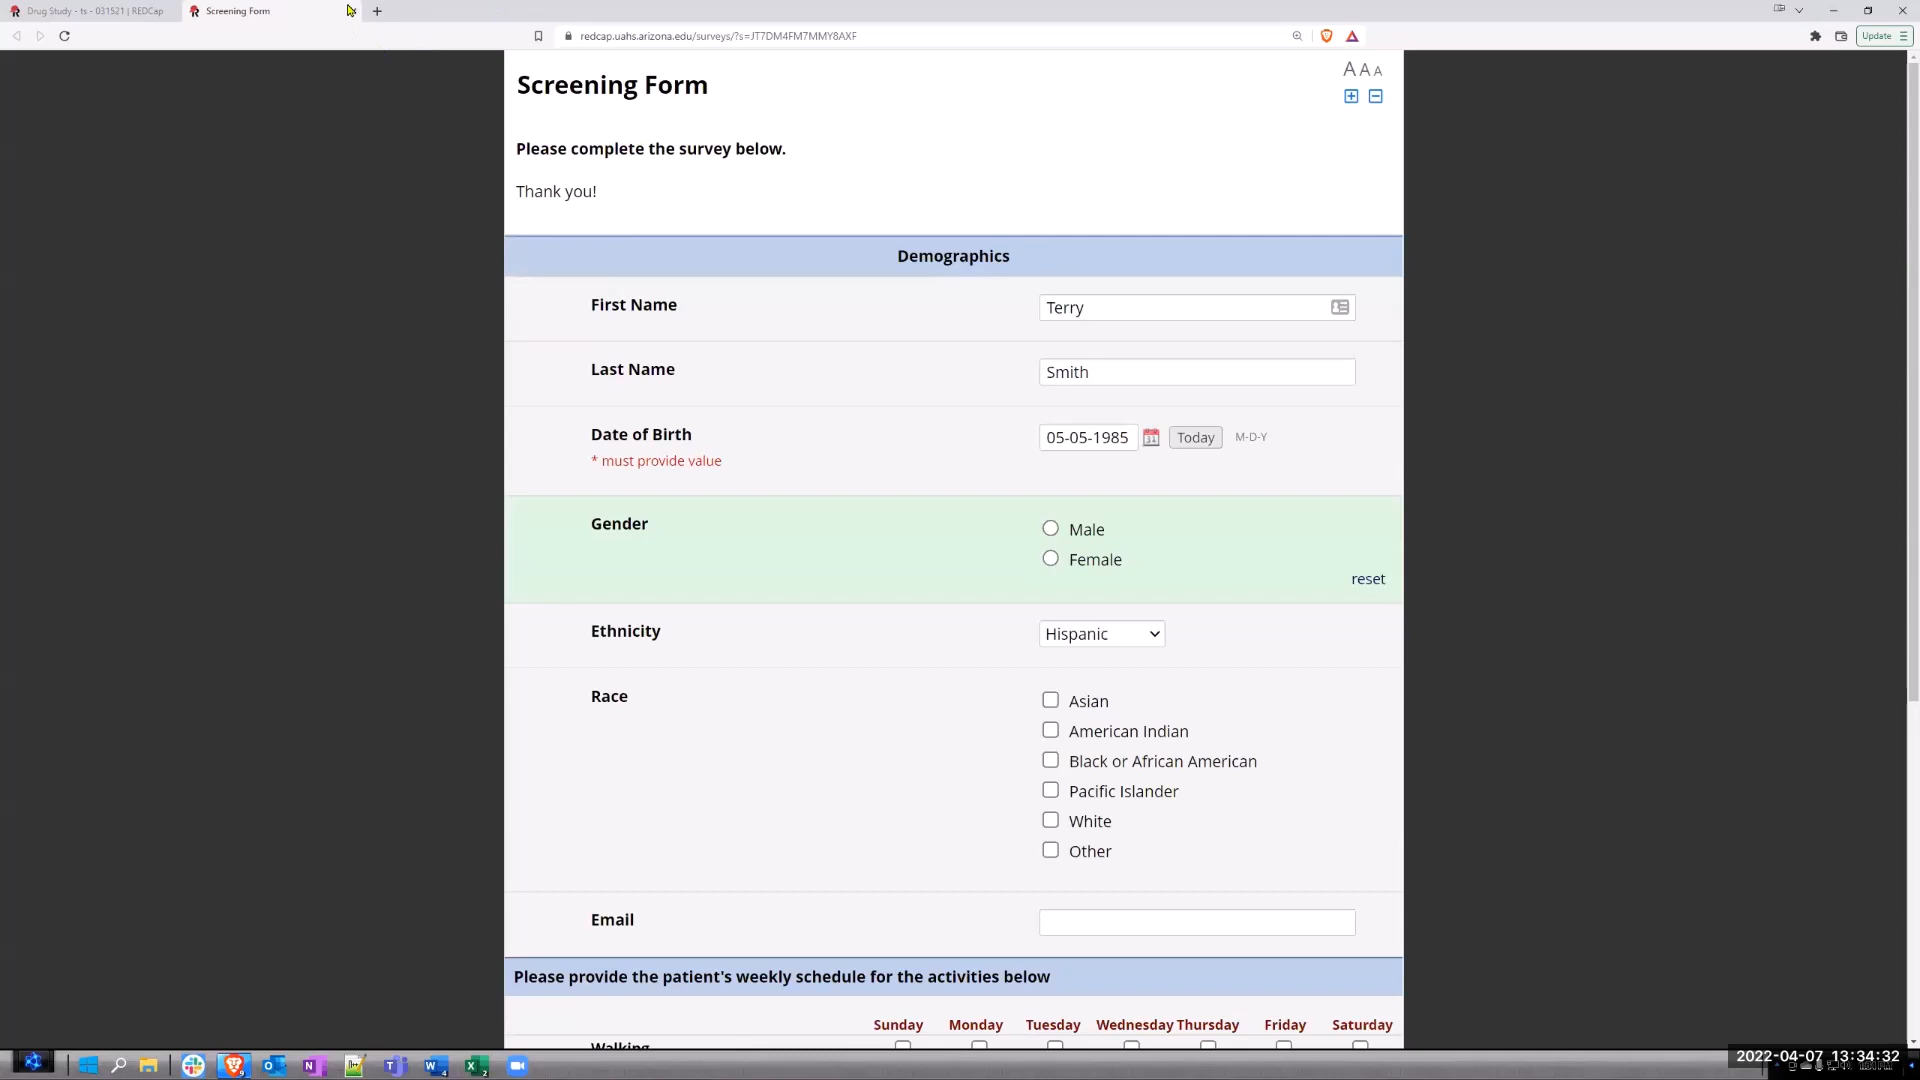 Drug Study - ts - 031521 | REDCap
Screening Form
redcap.uahs.arizona.edu/surveys/?s=JT7DM4FM7MMY8AXF
Update
Screening Form
A A A
Please complete the survey below.
Thank you!
Demographics
First Name
Terry
Last Name
Smith
Date of Birth
* must provide value
05-05-1985
31
Today
M-D-Y
Gender
Male
Female
reset
Ethnicity
Hispanic
Race
Asian
American Indian
Black or African American
Pacific Islander
White
Other
Email
Please provide the patient's weekly schedule for the activities below
Sunday Monday Tuesday Wednesday Thursday Friday Saturday
Walking
2022-04-07 13:34:32